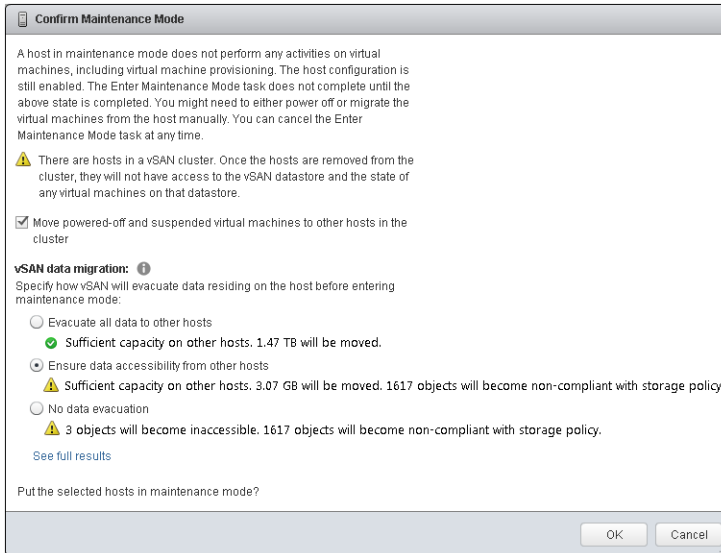 Confirm Maintenance Mode
A host in maintenance mode does not perform any activities on virtual
machines, including virtual machine provisioning. The host configuration is
still enabled. The Enter Maintenance Mode task does not complete until the
above state is completed. You might need to either power off or migrate the
virtual machines from the host manually. You can cancel the Enter
Maintenance Mode task at any time.
There are hosts in a vSAN cluster. Once the hosts are removed from the
cluster, they will not have access to the vSAN datastore and the state of
any virtual machines on that datastore.
Move powered-off and suspended virtual machines to other hosts in the
cluster
vSAN data migration:
Specify how vSAN will evacuate data residing on the host before entering
maintenance mode:
Evacuate all data to other hosts
Sufficient capacity on other hosts. 1.47 TB will be moved.
Ensure data accessibility from other hosts
Sufficient capacity on other hosts. 3.07 GB will be moved. 1617 objects will become non-compliant with storage policy
No data evacuation
3 objects will become inaccessible. 1617 objects will become non-compliant with storage policy.
See full results
Put the selected hosts in maintenance mode?
OK Cancel